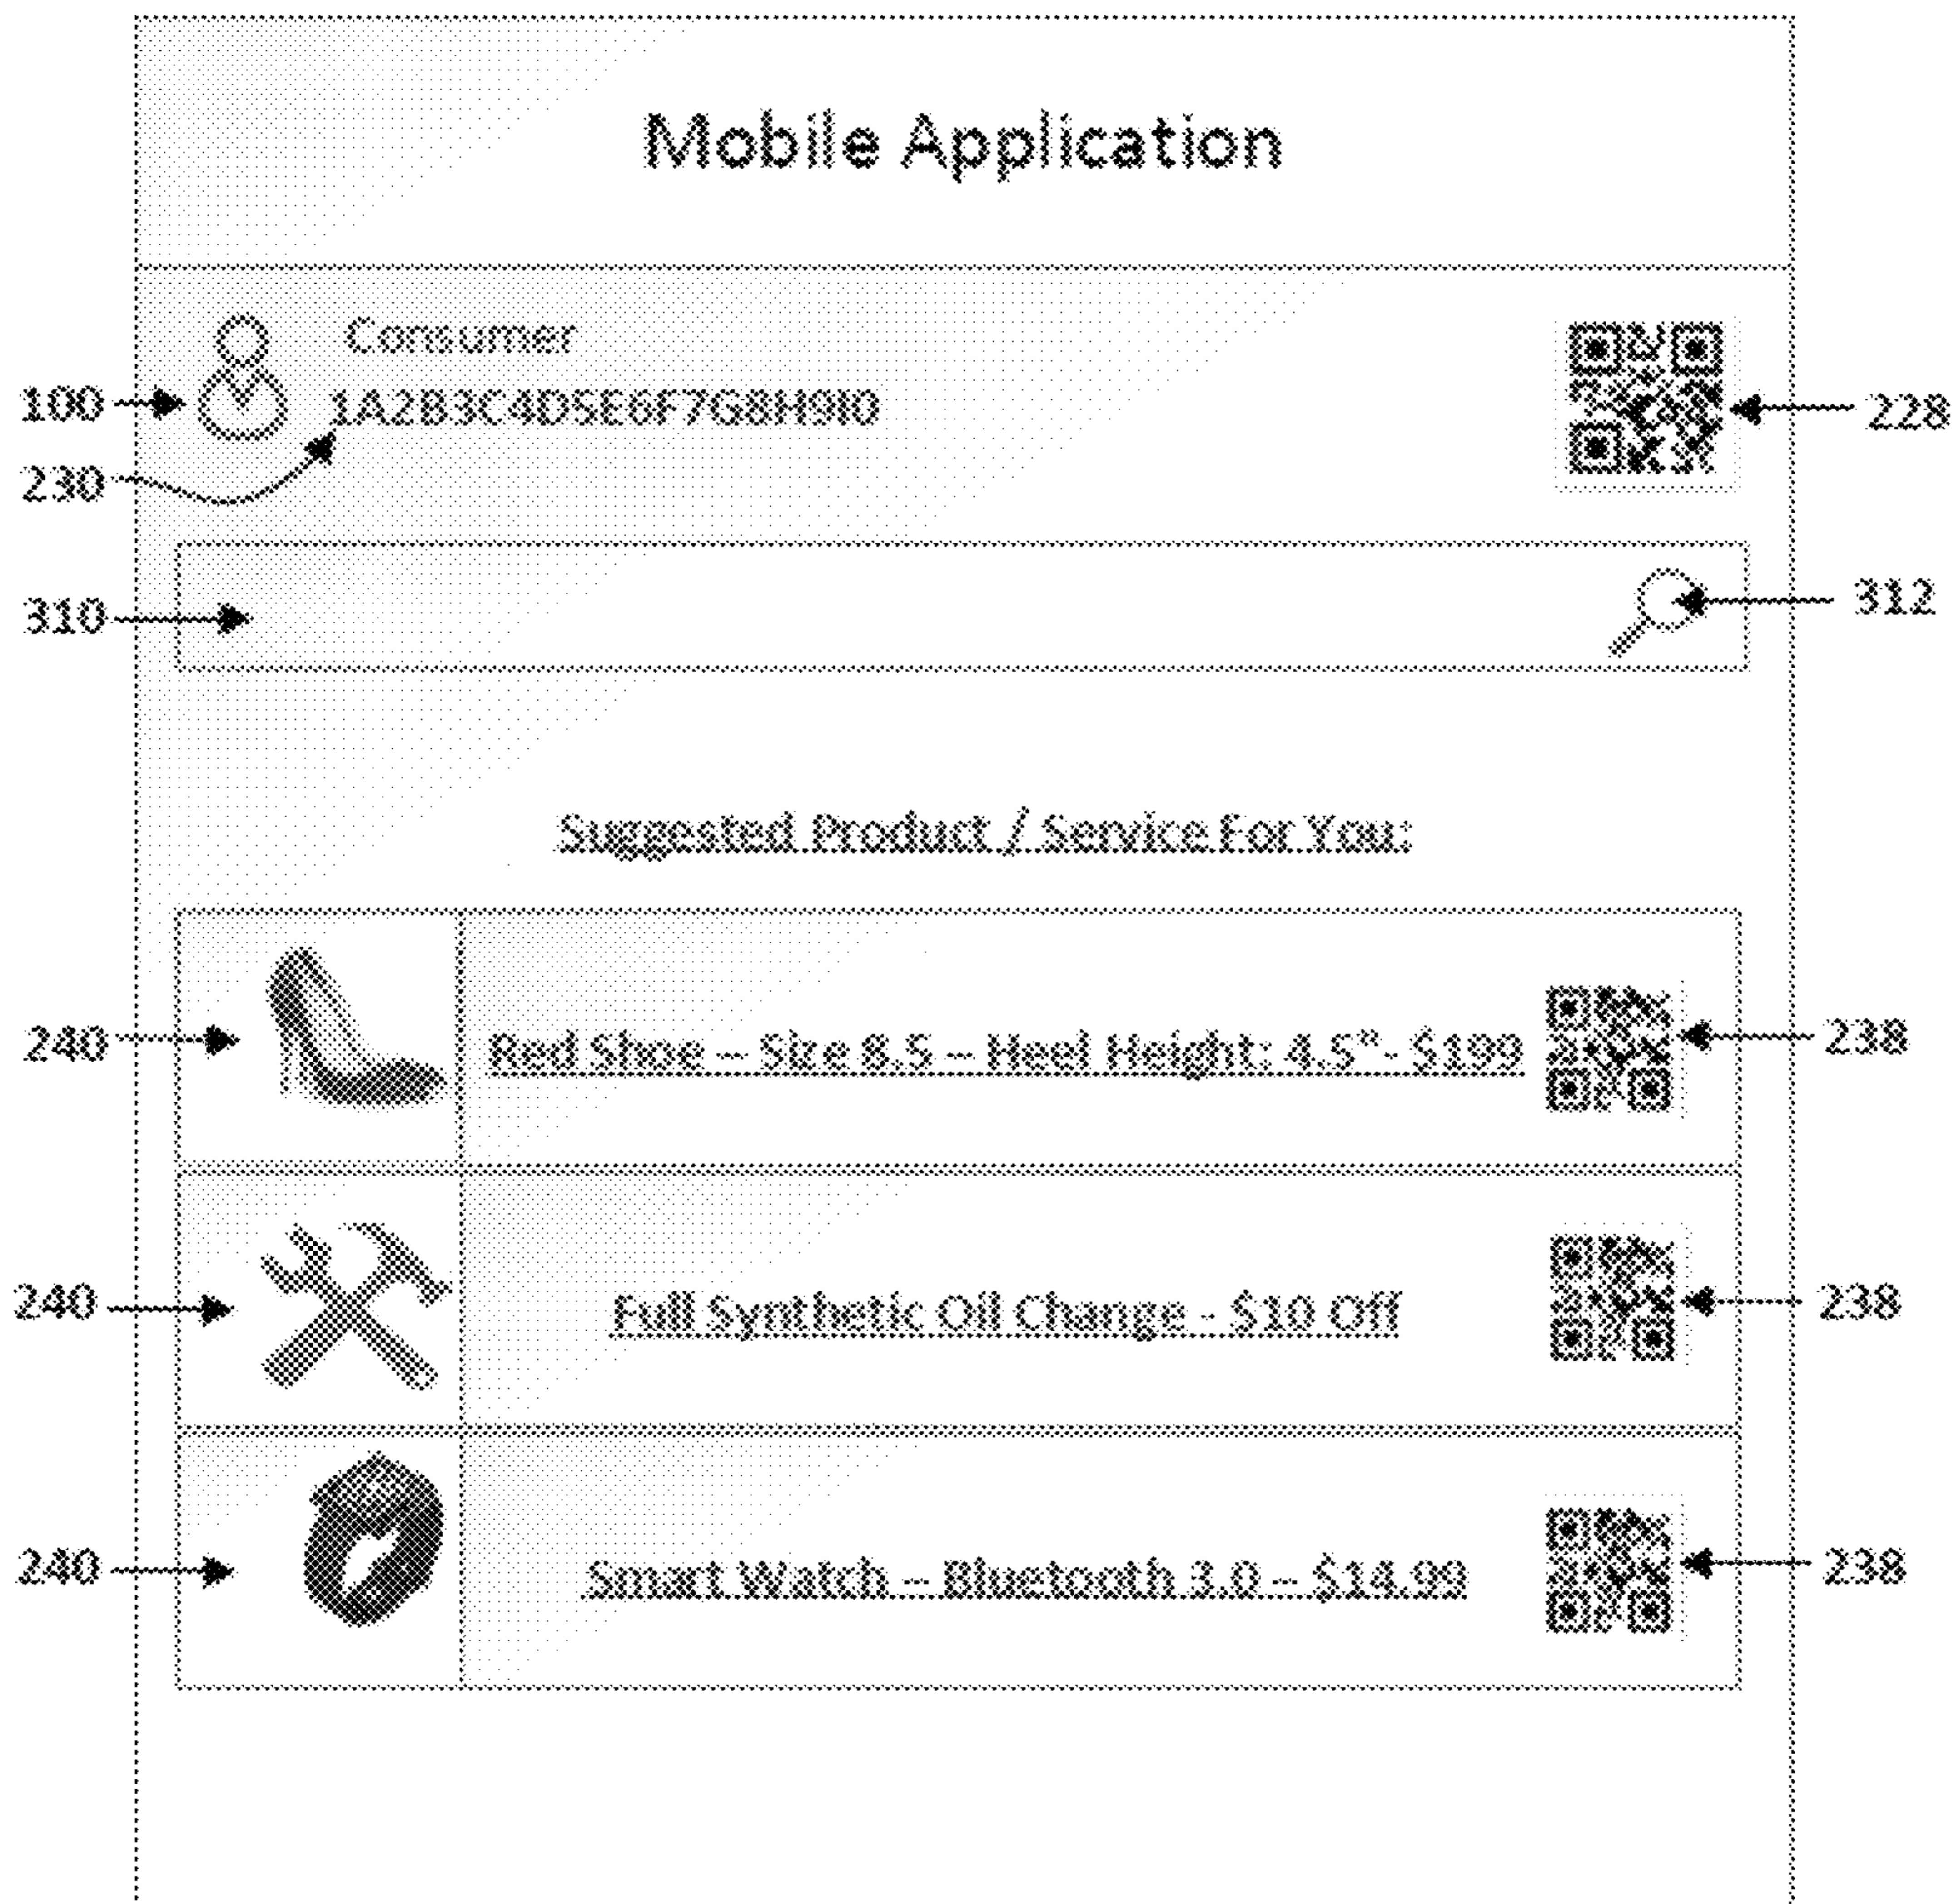 Mobile Application
Consumer
100 1A2B3C4D5E6F7G8H9I0 228
230
310 312
Suggested Product / Service For You:
240 Red Shoe – Size 8.5 – Heel Height: 4.5"- $199 238
240 Full Synthetic Oil Change - $10 Off 238
240 Smart Watch – Bluetooth 3.0 – $14.99 238